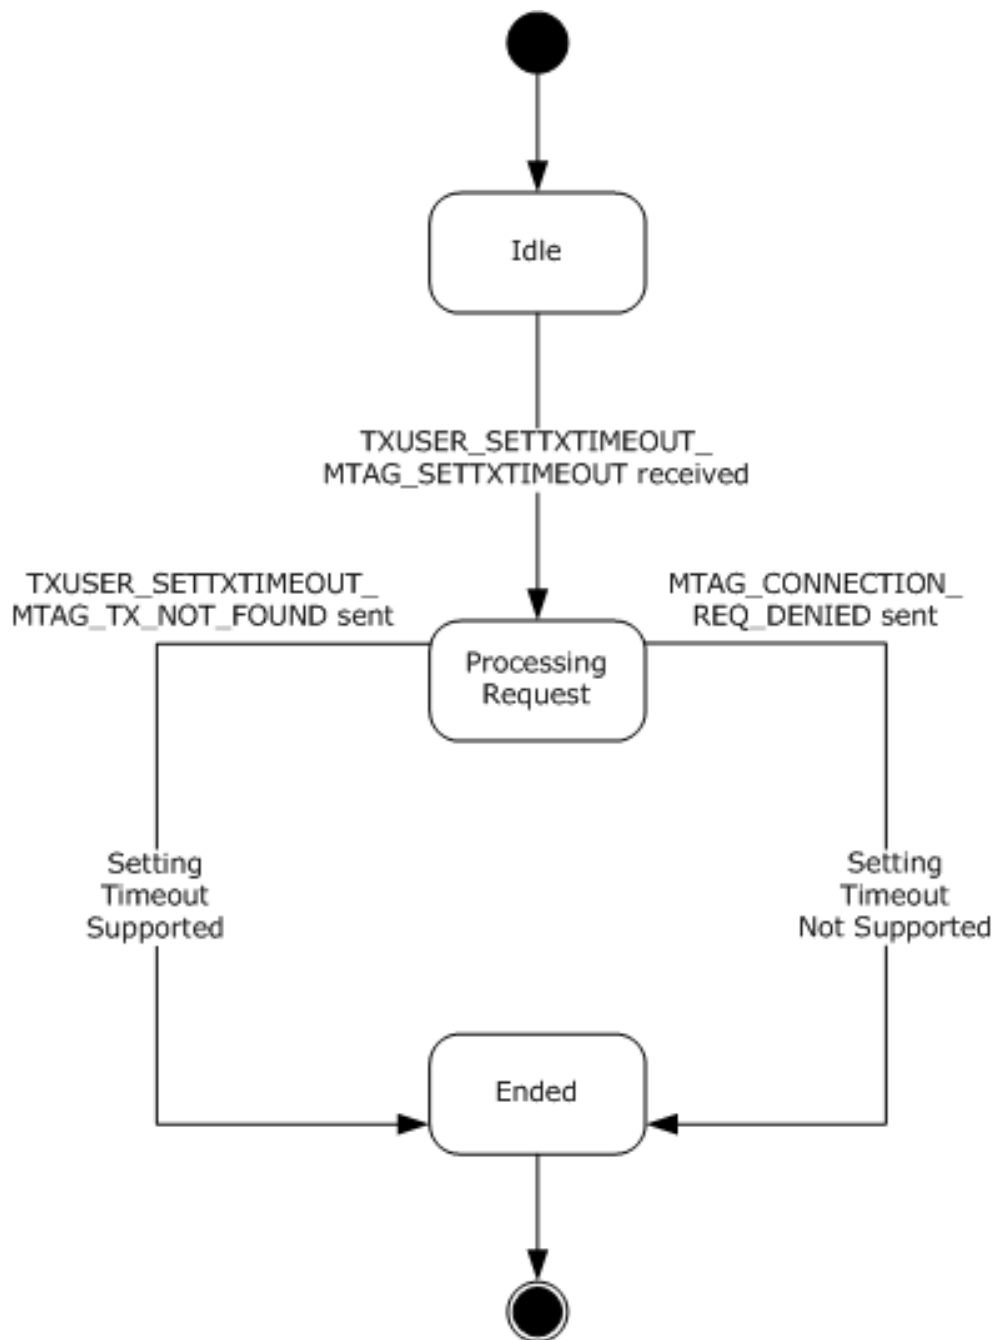 Idle
TXUSER_SETTXTIMEOUT_
MTAG_SETTXTIMEOUT received
TXUSER_SETTXTIMEOUT_
MTAG_TX_NOT_FOUND sent
MTAG_CONNECTION_
REQ_DENIED sent
Processing
Request
Setting
Timeout
Supported
Setting
Timeout
Not Supported
Ended